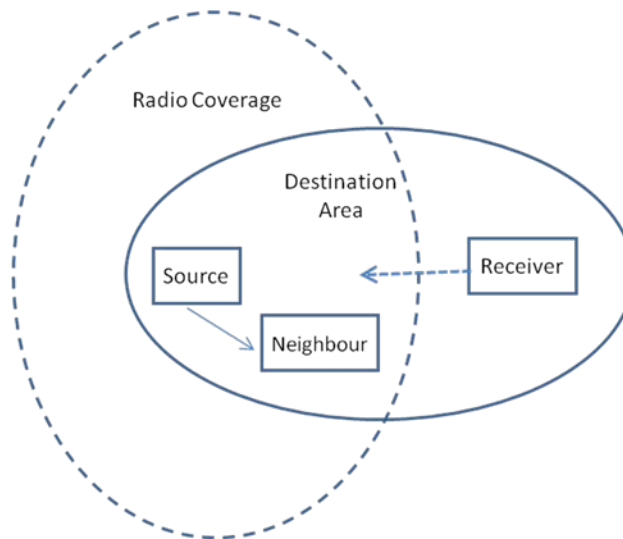 Radio Coverage
Destination
Area
Source
Receiver
Neighbour